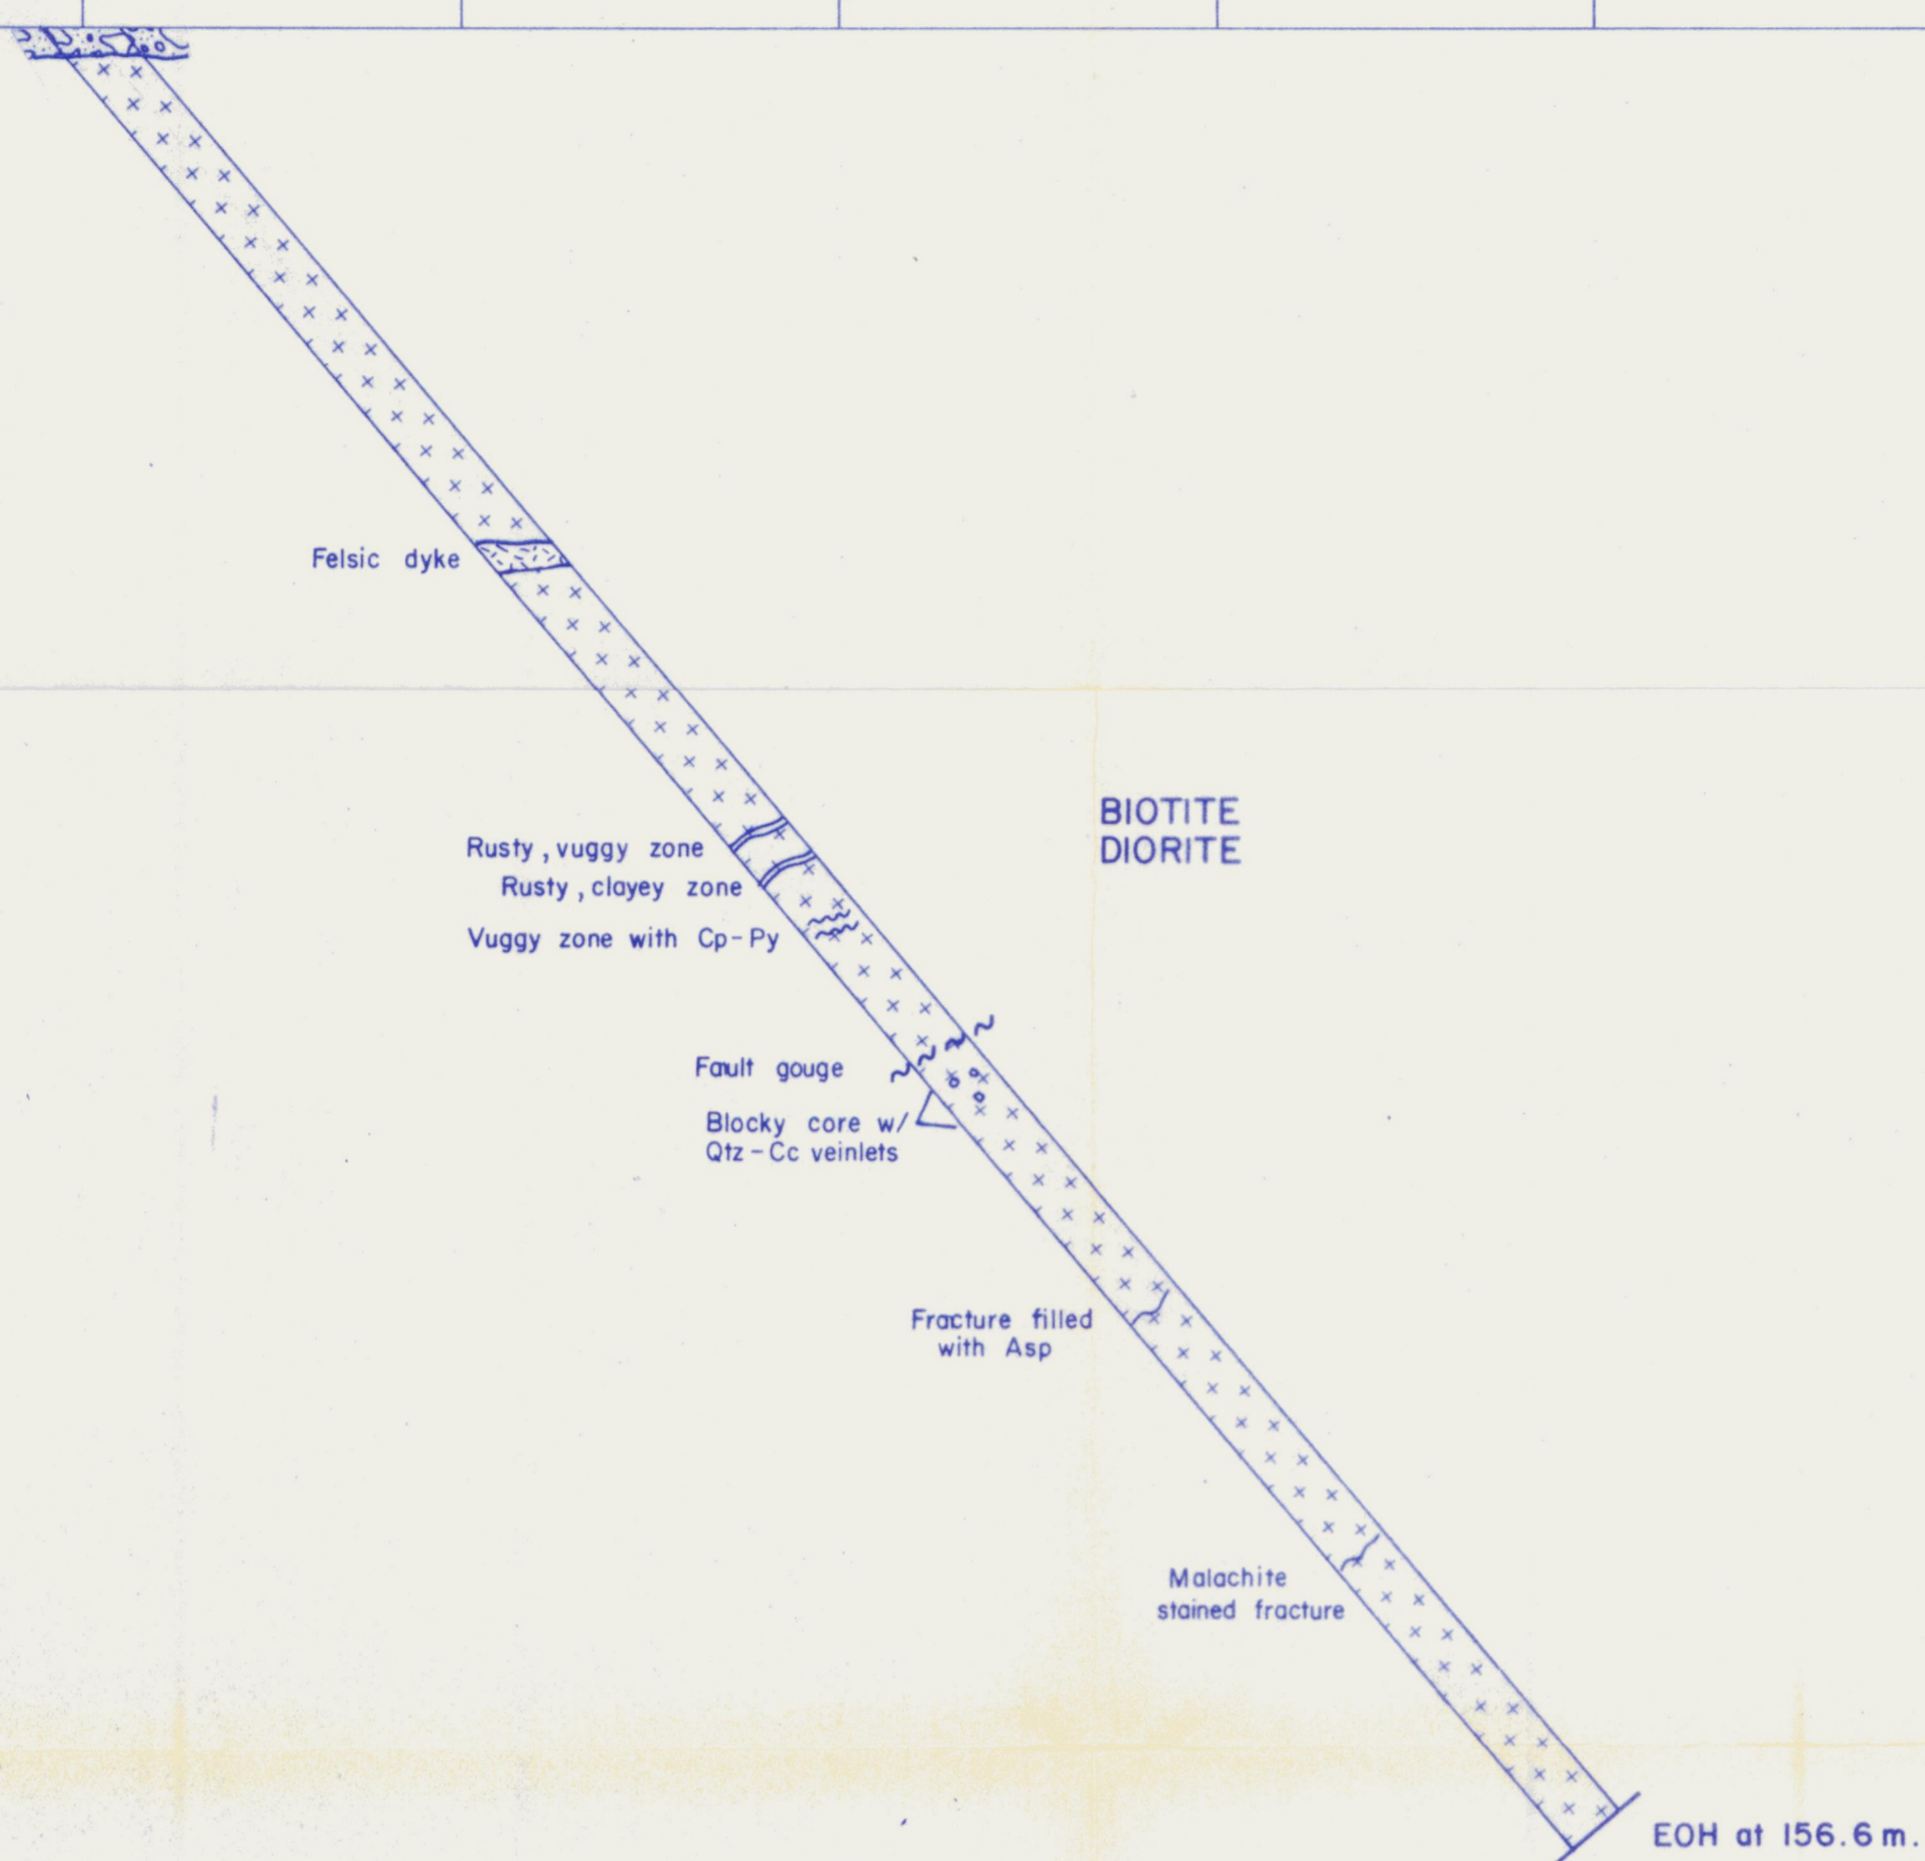 Felsic dyke
BIOTITE
DIORITE
Rusty, vuggy zone
Rusty, clayey zone
Vuggy zone with Cp-Py
Fault gouge
Blocky core w/
Qtz-Cc veinlets
Fracture filled
with Asp
Malachite
stained fracture
EOH at 156.6 m.